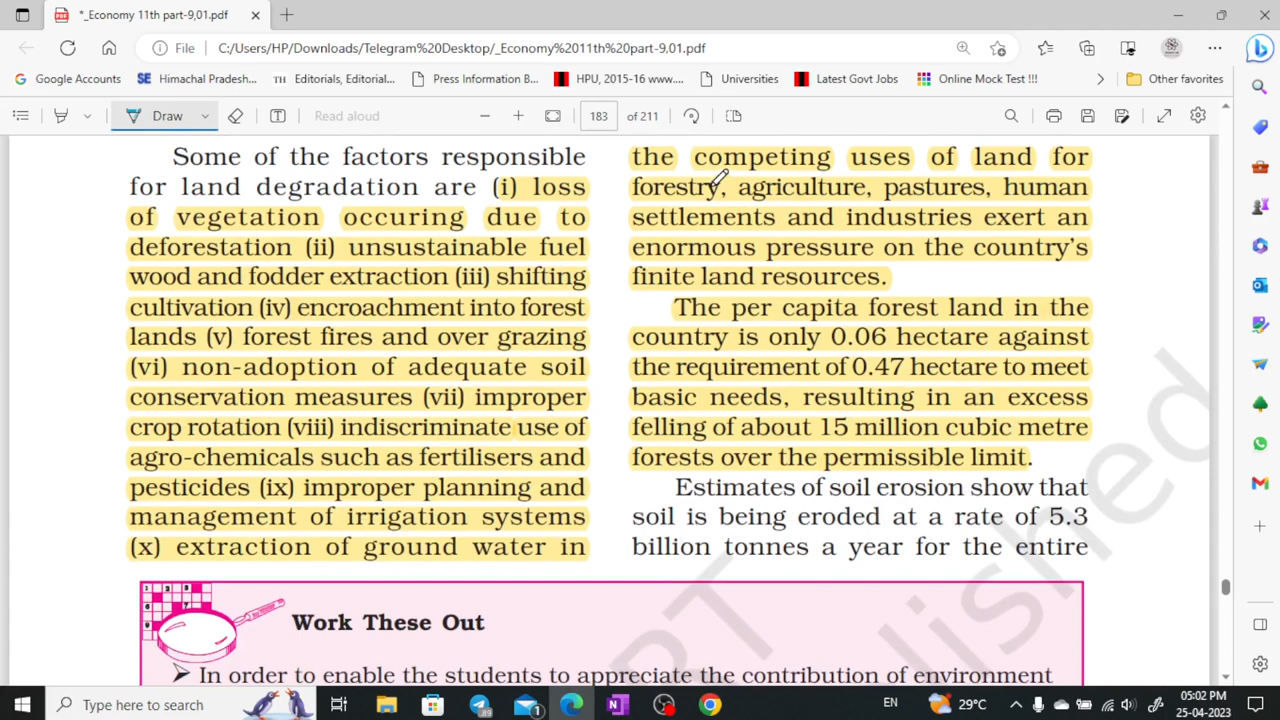 *_Economy 11th part-9,01.pdf
File
C:/Users/HP/Downloads/Telegram%20Desktop/_Economy%2011th%20part-9,01.pdf
Google Accounts
SE Himachal Pradesh...
TH Editorials, Editorial...
Press Information B...
HPU, 2015-16 www....
Universities
Latest Govt Jobs
Online Mock Test !!!
Other favorites
Draw
Read aloud
183 of 211
Some of the factors responsible
for land degradation are (i) loss
of vegetation occuring due to
deforestation (ii) unsustainable fuel
wood and fodder extraction (iii) shifting
cultivation (iv) encroachment into forest
lands (v) forest fires and over grazing
(vi) non-adoption of adequate soil
conservation measures (vii) improper
crop rotation (viii) indiscriminate use of
agro-chemicals such as fertilisers and
pesticides (ix) improper planning and
management of irrigation systems
(x) extraction of ground water in
the competing uses of land for
forestry, agriculture, pastures, human
settlements and industries exert an
enormous pressure on the country's
finite land resources.
The per capita forest land in the
country is only 0.06 hectare against
the requirement of 0.47 hectare to meet
basic needs, resulting in an excess
felling of about 15 million cubic metre
forests over the permissible limit.
Estimates of soil erosion show that
soil is being eroded at a rate of 5.3
billion tonnes a year for the entire
Work These Out
➢ In order to enable the students to appreciate the contribution of environment
Type here to search
EN
29°C
05:02 PM
25-04-2023